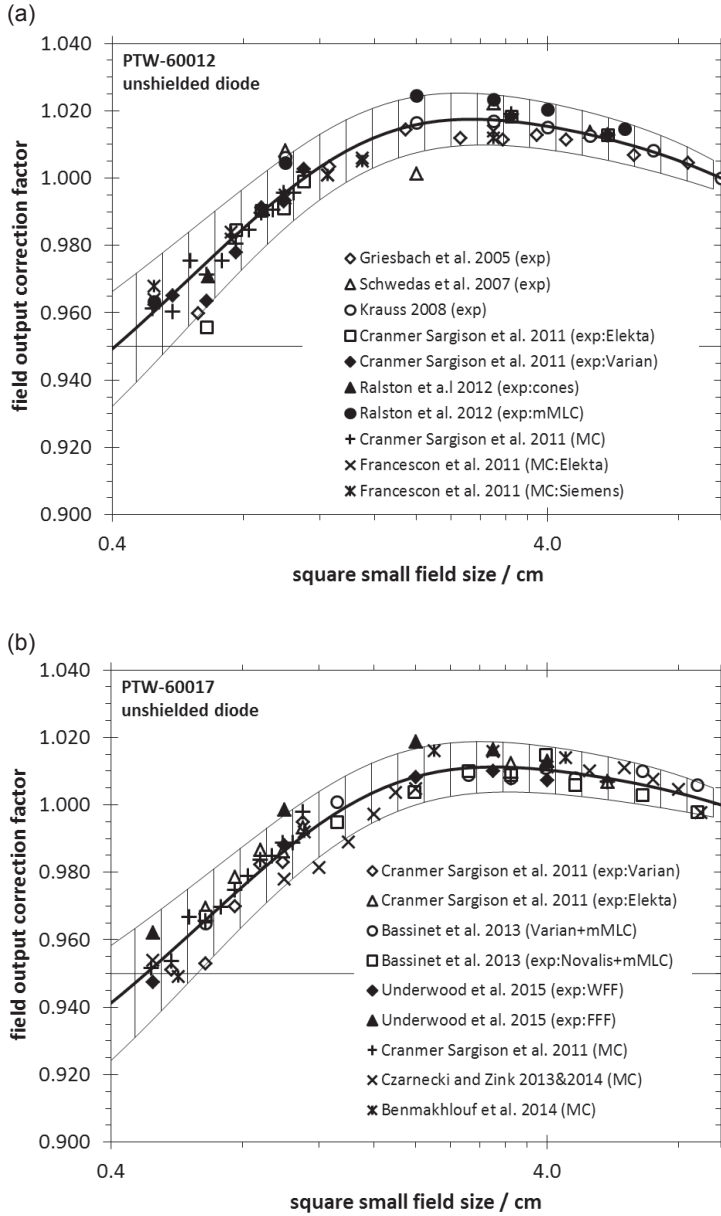 (a)
1.040
PTW-60012
unshielded diode
1.020
1.000
0.980
0.960
0.940
0.920
0.900
field output correction factor
Griesbach et al. 2005 (exp)
Schwedas et al. 2007 (exp)
Krauss 2008 (exp)
Cranmer Sargison et al. 2011 (exp:Elekta)
Cranmer Sargison et al. 2011 (exp:Varian)
Ralston et a.l 2012 (exp:cones)
Ralston et al. 2012 (exp:mMLC)
Cranmer Sargison et al. 2011 (MC)
Francescon et al. 2011 (MC:Elekta)
Francescon et al. 2011 (MC:Siemens)
0.4
4.0
square small field size / cm
(b)
1.040
PTW-60017
unshielded diode
1.020
1.000
0.980
0.960
0.940
0.920
0.900
field output correction factor
Cranmer Sargison et al. 2011 (exp:Varian)
Cranmer Sargison et al. 2011 (exp:Elekta)
Bassinet et al. 2013 (Varian+mMLC)
Bassinet et al. 2013 (exp:Novalis+mMLC)
Underwood et al. 2015 (exp:WFF)
Underwood et al. 2015 (exp:FFF)
Cranmer Sargison et al. 2011 (MC)
Czarnecki and Zink 2013&2014 (MC)
Benmakhlouf et al. 2014 (MC)
0.4
4.0
square small field size / cm